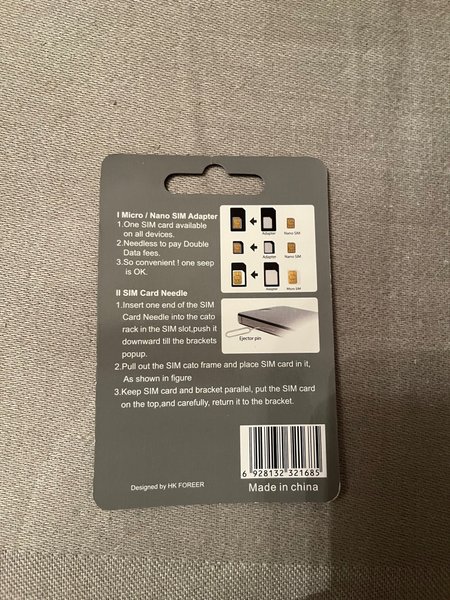 I Micro / Nano SIM Adapter
1.One SIM card available
on all devices.
2.Needless to pay Double
Data fees.
3.So convenient ! one seep
is OK.
Adapter
Nano SIM
Adapter
Nano SIM
Adapter
Micro SIM
II SIM Card Needle
1.Insert one end of the SIM
Card Needle into the cato
rack in the SIM slot,push it
downward till the brackets
popup.
Ejector pin
2.Pull out the SIM cato frame and place SIM card in it,
As shown in figure
3.Keep SIM card and bracket parallel, put the SIM card
on the top,and carefully, return it to the bracket.
6 928132 321685
Designed by HK FOREER
Made in china